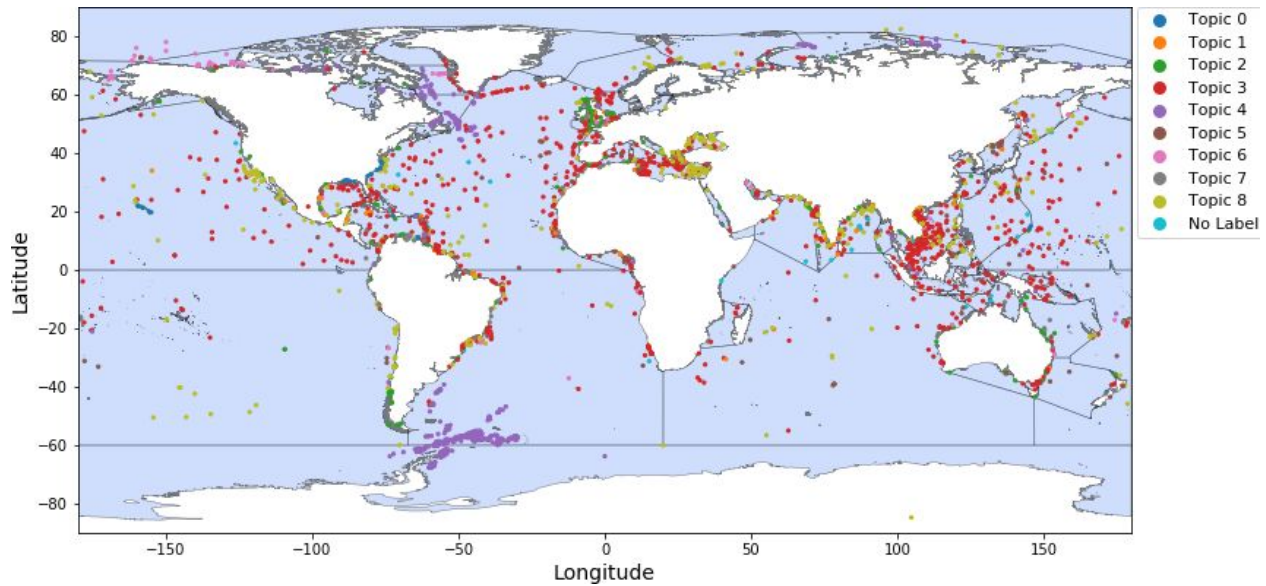 80
60
40
20
0
−20
−40
−60
−80
Latitude
−150
−100
−50
0
50
100
150
Longitude
Topic 0
Topic 1
Topic 2
Topic 3
Topic 4
Topic 5
Topic 6
Topic 7
Topic 8
No Label